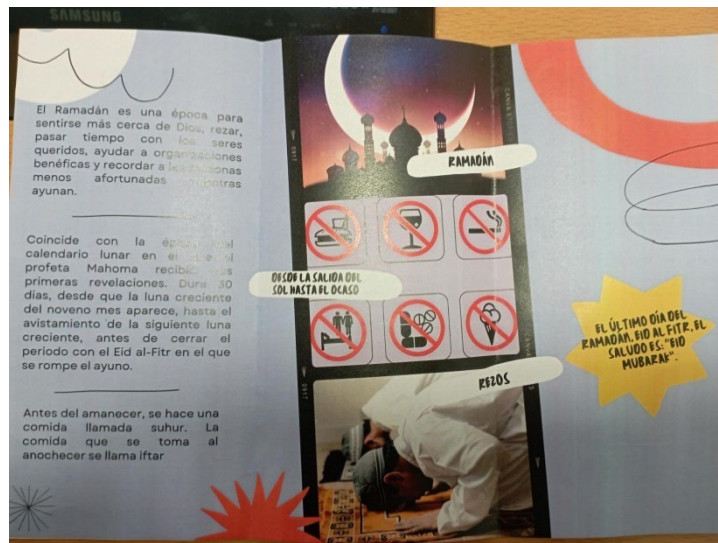 SAMSUNG
El Ramadán es una época para
sentirse más cerca de Dios, rezar,
pasar tiempo con los seres
queridos, ayudar a organizaciones
benéficas y recordar a las personas
menos afortunadas mientras
ayunan.
Coincide con la época del
calendario lunar en el que el
profeta Mahoma recibió sus
primeras revelaciones. Dura 30
días, desde que la luna creciente
del noveno mes aparece, hasta el
avistamiento de la siguiente luna
creciente, antes de cerrar el
periodo con el Eid al-Fitr en el que
se rompe el ayuno.
Antes del amanecer, se hace una
comida llamada suhur. La
comida que se toma al
anochecer se llama iftar
RAMADÁN
DESDE LA SALIDA DEL
SOL HASTA EL OCASO
REZOS
EL ÚLTIMO DÍA DEL
RAMADÁN, EID AL FITR, EL
SALUDO ES: "EID
MUBARAK".